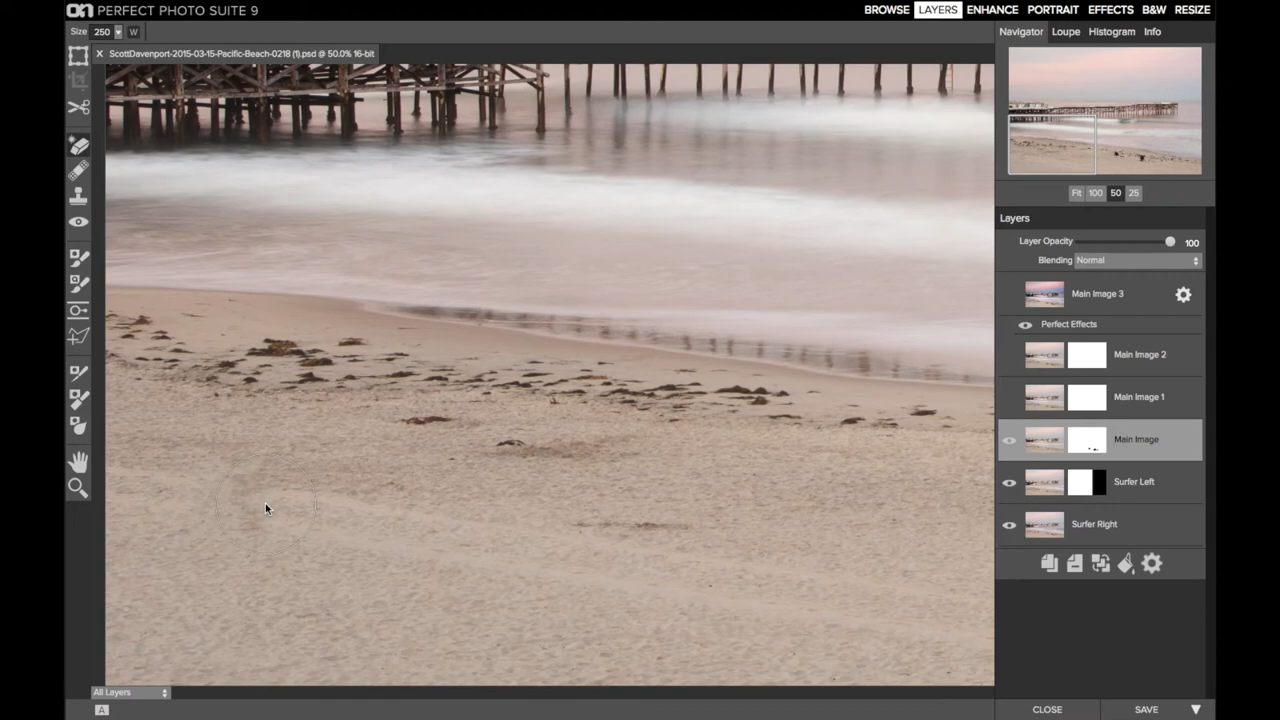 on PERFECT PHOTO SUITE 9
BROWSE LAYERS ENHANCE PORTRAIT EFFECTS B&W RESIZE
Size 250 W
Navigator Loupe Histogram Info
× ScottDavenport-2015-03-15-Pacific-Beach-0218 (1).psd @ 50.0% 16-bit
Fit 100 50 25
Layers
Layer Opacity 100
Blending Normal
Main Image 3
Perfect Effects
Main Image 2
Main Image 1
Main Image
Surfer Left
Surfer Right
All Layers
A
CLOSE SAVE